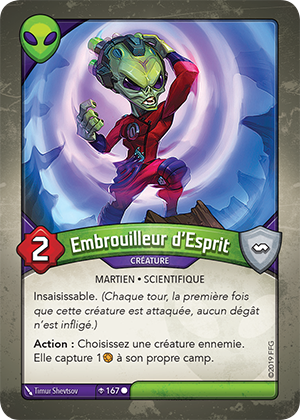 Embrouilleur d'Esprit
2
CRÉATURE
MARTIEN • SCIENTIFIQUE
Insaisissable. (Chaque tour, la première fois
que cette créature est attaquée, aucun dégât
n'est infligé.)
Action : Choisissez une créature ennemie.
Elle capture 1 à son propre camp.
©2019 FFG
Timur Shevtsov
167